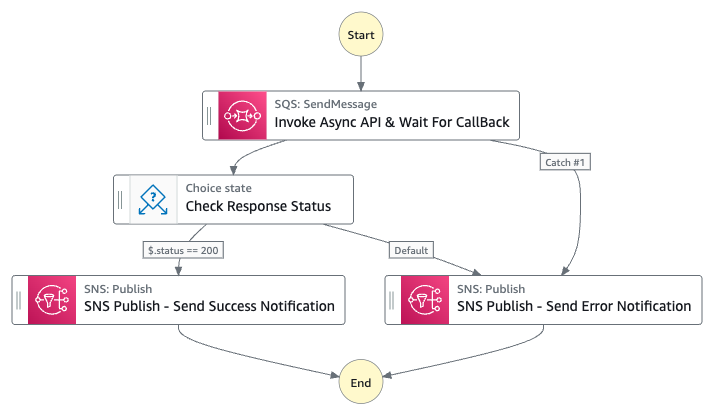 Start
SQS: SendMessage
Invoke Async API & Wait For CallBack
Catch #1
Choice state
Check Response Status
$.status == 200
Default
SNS: Publish
SNS Publish - Send Success Notification
SNS: Publish
SNS Publish - Send Error Notification
End